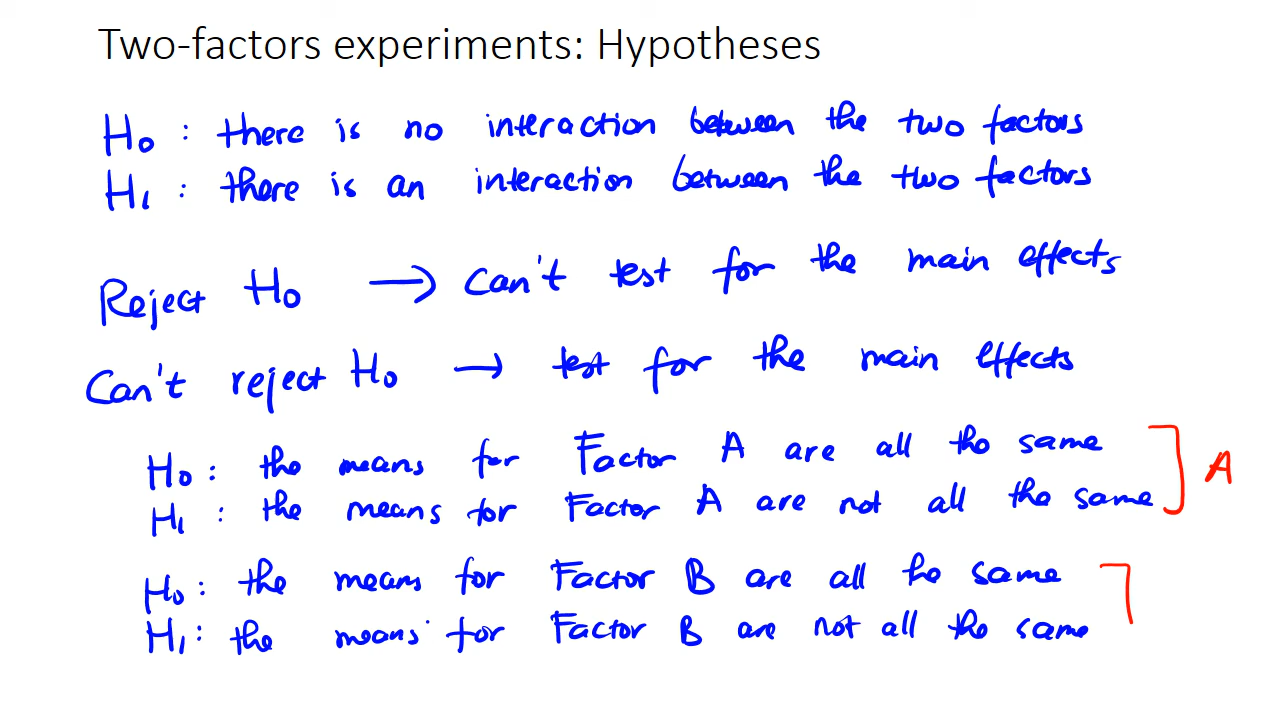 Two-factors experiments: Hypotheses
H0 : there is no interaction between the two factors
H1 : there is an interaction between the two factors
Reject H0 → can't test for the main effects
Can't reject H0 → test for the main effects
H0 : the means for Factor A are all the same
H1 : the means for Factor A are not all the same
A
H0 : the means for Factor B are all the same
H1 : the means for Factor B are not all the same